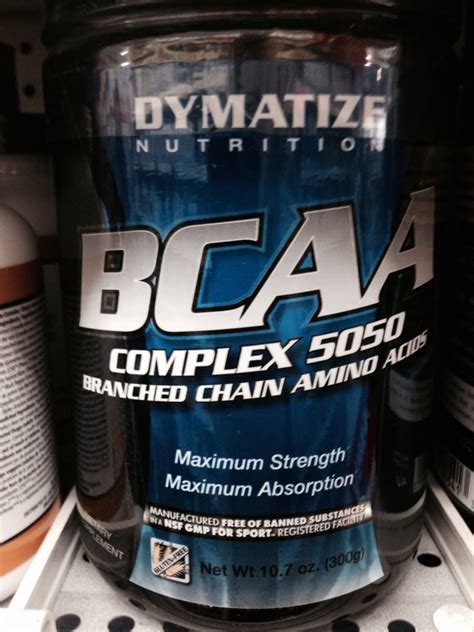 DYMATIZE
NUTRITION
BCAA
COMPLEX 5050
BRANCHED CHAIN AMINO ACIDS
Maximum Strength
Maximum Absorption
MANUFACTURED FREE OF BANNED SUBSTANCES
IN A NSF GMP FOR SPORT REGISTERED FACILITY
GLUTEN-FREE
Net Wt 10.7 oz. (300g)